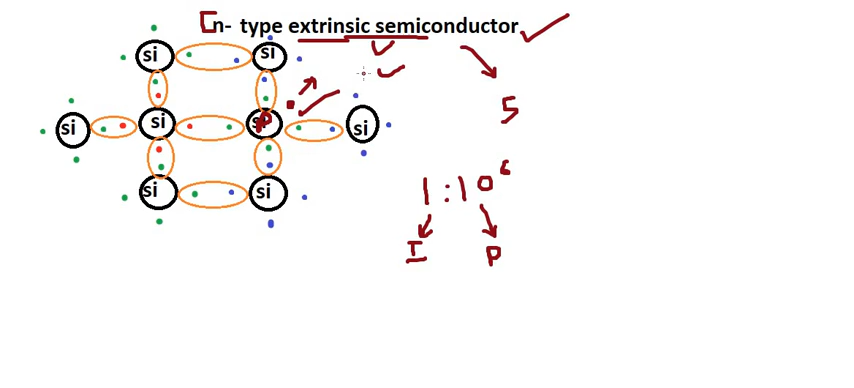 [n- type extrinsic semiconductor
si si
5
si si p si
1:10⁶
si si
I P